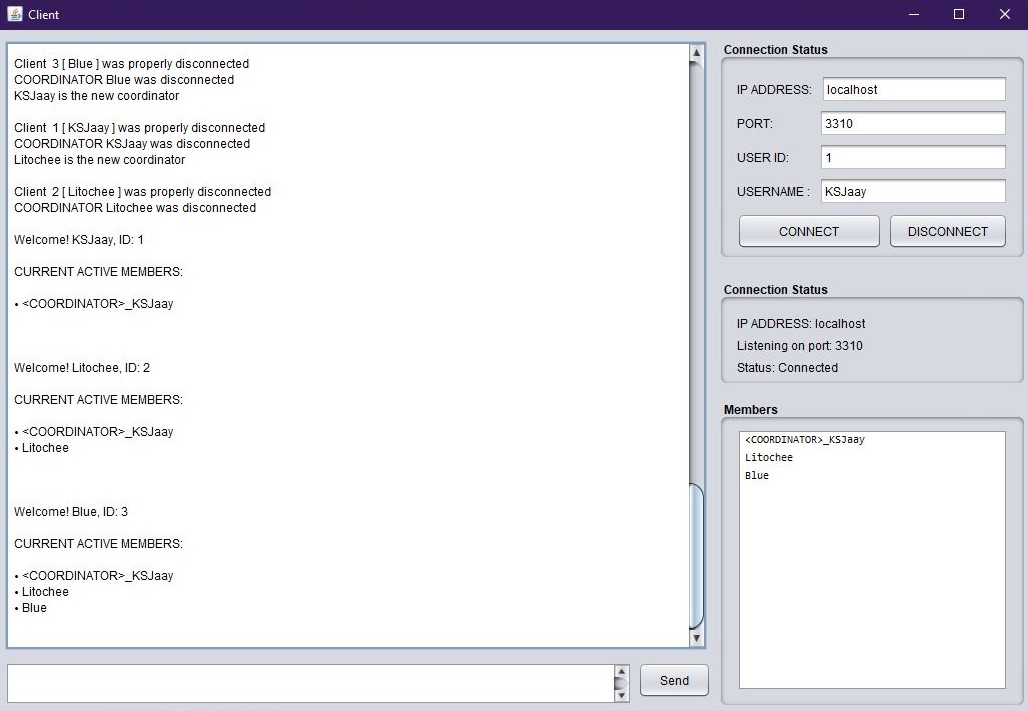 Client
Client 3 [ Blue ] was properly disconnected
COORDINATOR Blue was disconnected
KSJaay is the new coordinator
Client 1 [ KSJaay ] was properly disconnected
COORDINATOR KSJaay was disconnected
Litochee is the new coordinator
Client 2 [ Litochee ] was properly disconnected
COORDINATOR Litochee was disconnected
Welcome! KSJaay, ID: 1
CURRENT ACTIVE MEMBERS:
• <COORDINATOR>_KSJaay
Welcome! Litochee, ID: 2
CURRENT ACTIVE MEMBERS:
• <COORDINATOR>_KSJaay
• Litochee
Welcome! Blue, ID: 3
CURRENT ACTIVE MEMBERS:
• <COORDINATOR>_KSJaay
• Litochee
• Blue
Send
Connection Status
IP ADDRESS: localhost
PORT: 3310
USER ID: 1
USERNAME : KSJaay
CONNECT DISCONNECT
Connection Status
IP ADDRESS: localhost
Listening on port: 3310
Status: Connected
Members
<COORDINATOR>_KSJaay
Litochee
Blue